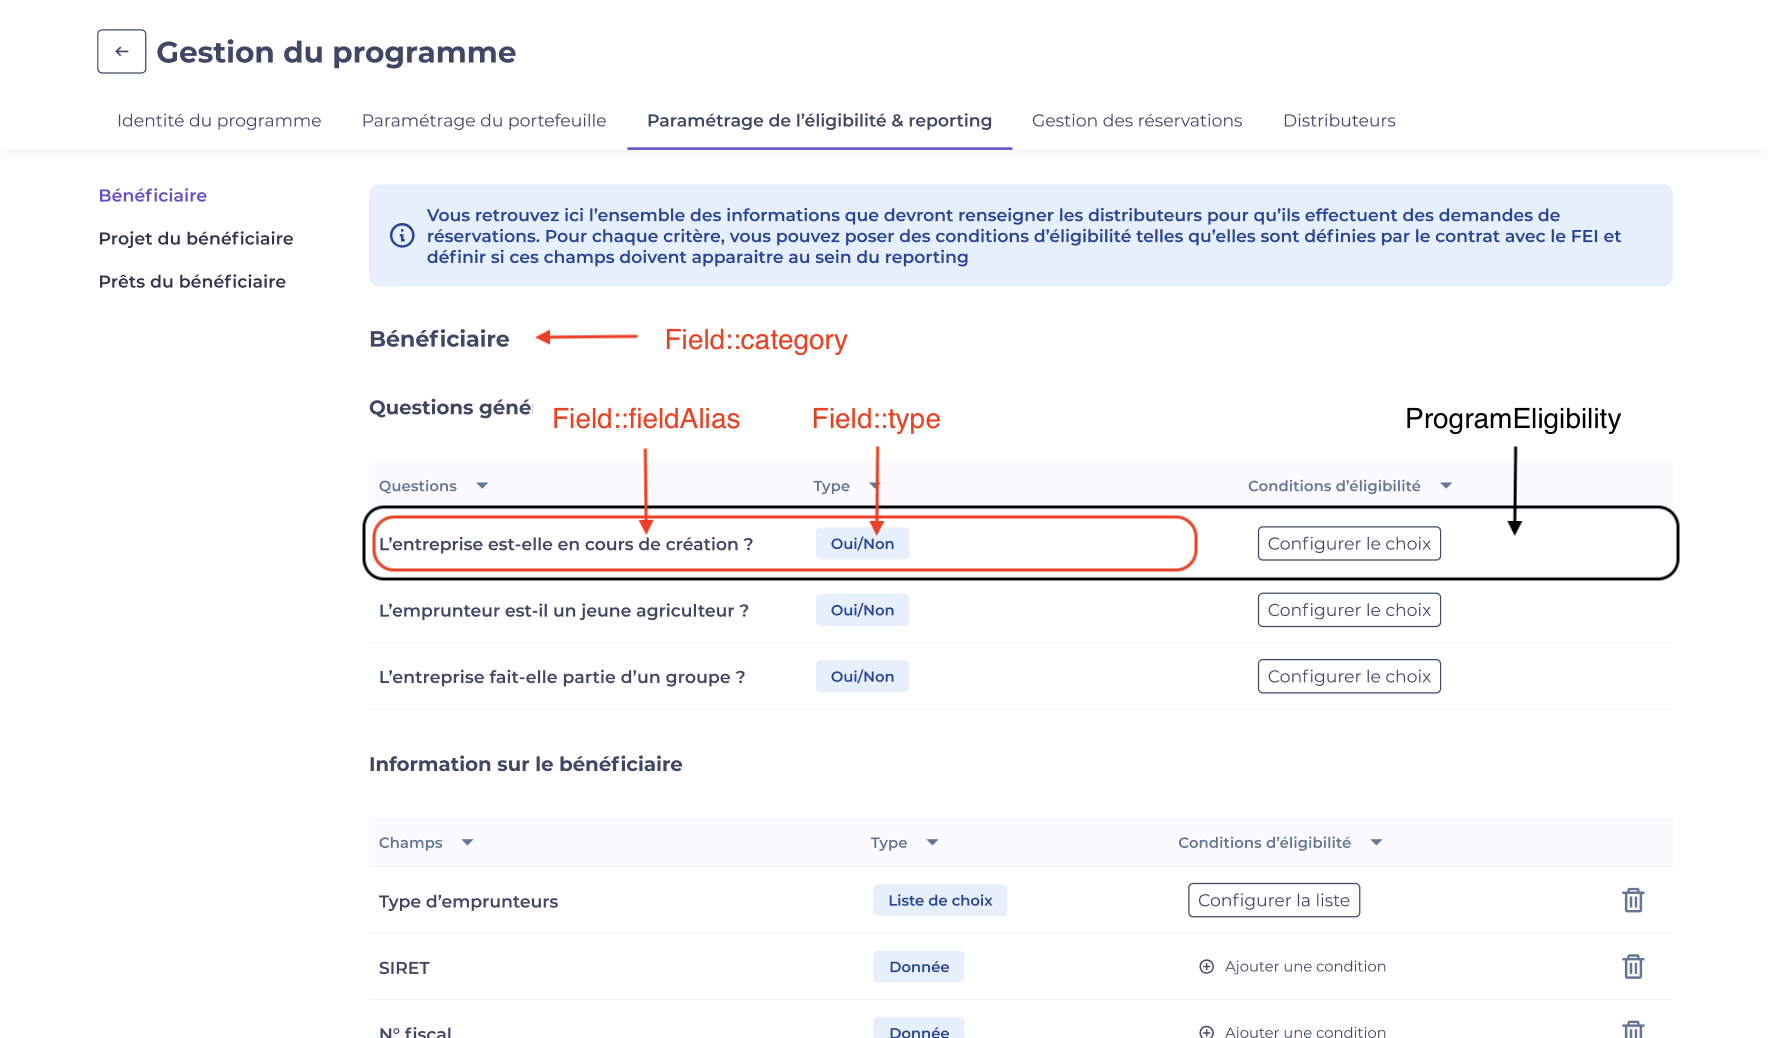 Gestion du programme
Identité du programme Paramétrage du portefeuille Paramétrage de l’éligibilité & reporting Gestion des réservations Distributeurs
Bénéficiaire
Projet du bénéficiaire
Prêts du bénéficiaire
Vous retrouvez ici l’ensemble des informations que devront renseigner les distributeurs pour qu’ils effectuent des demandes de
réservations. Pour chaque critère, vous pouvez poser des conditions d’éligibilité telles qu’elles sont définies par le contrat avec le FEI et
définir si ces champs doivent apparaitre au sein du reporting
Bénéficiaire Field::category
Questions géné Field::fieldAlias Field::type ProgramEligibility
Questions Type Conditions d’éligibilité
L’entreprise est-elle en cours de création ? Oui/Non Configurer le choix
L’emprunteur est-il un jeune agriculteur ? Oui/Non Configurer le choix
L’entreprise fait-elle partie d’un groupe ? Oui/Non Configurer le choix
Information sur le bénéficiaire
Champs Type Conditions d’éligibilité
Type d’emprunteurs Liste de choix Configurer la liste
SIRET Donnée Ajouter une condition
N° fiscal Donnée Ajouter une condition